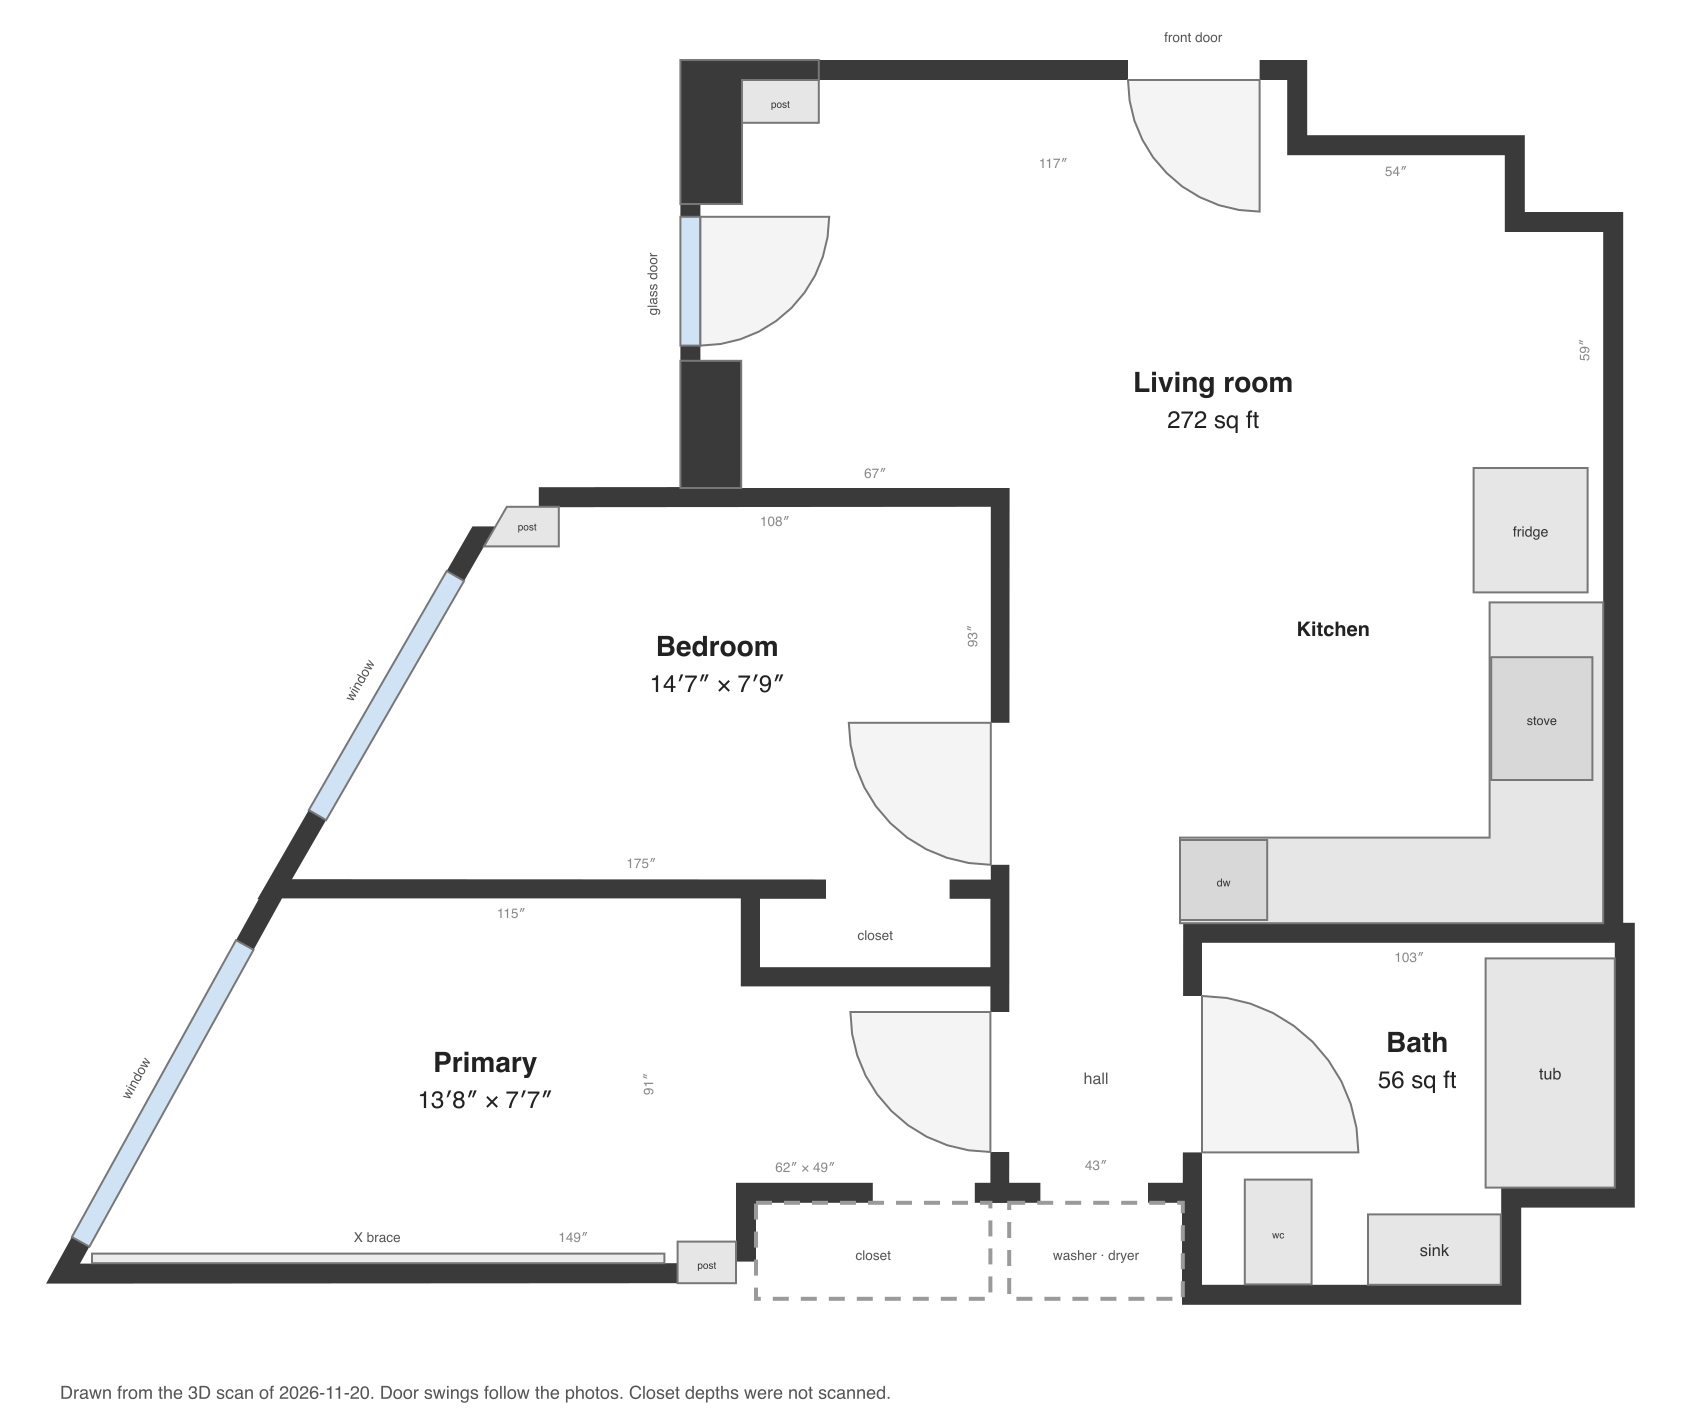 front door
post
117″
54″
glass door
59″
Living room
272 sq ft
67″
108″
post
fridge
Kitchen
93″
Bedroom
14′7″ × 7′9″
window
stove
175″
dw
115″
closet
103″
Bath
56 sq ft
tub
Primary
13′8″ × 7′7″
91″
window
hall
62″ × 49″
43″
X brace
149″
post
closet
washer · dryer
wc
sink
Drawn from the 3D scan of 2026-11-20. Door swings follow the photos. Closet depths were not scanned.